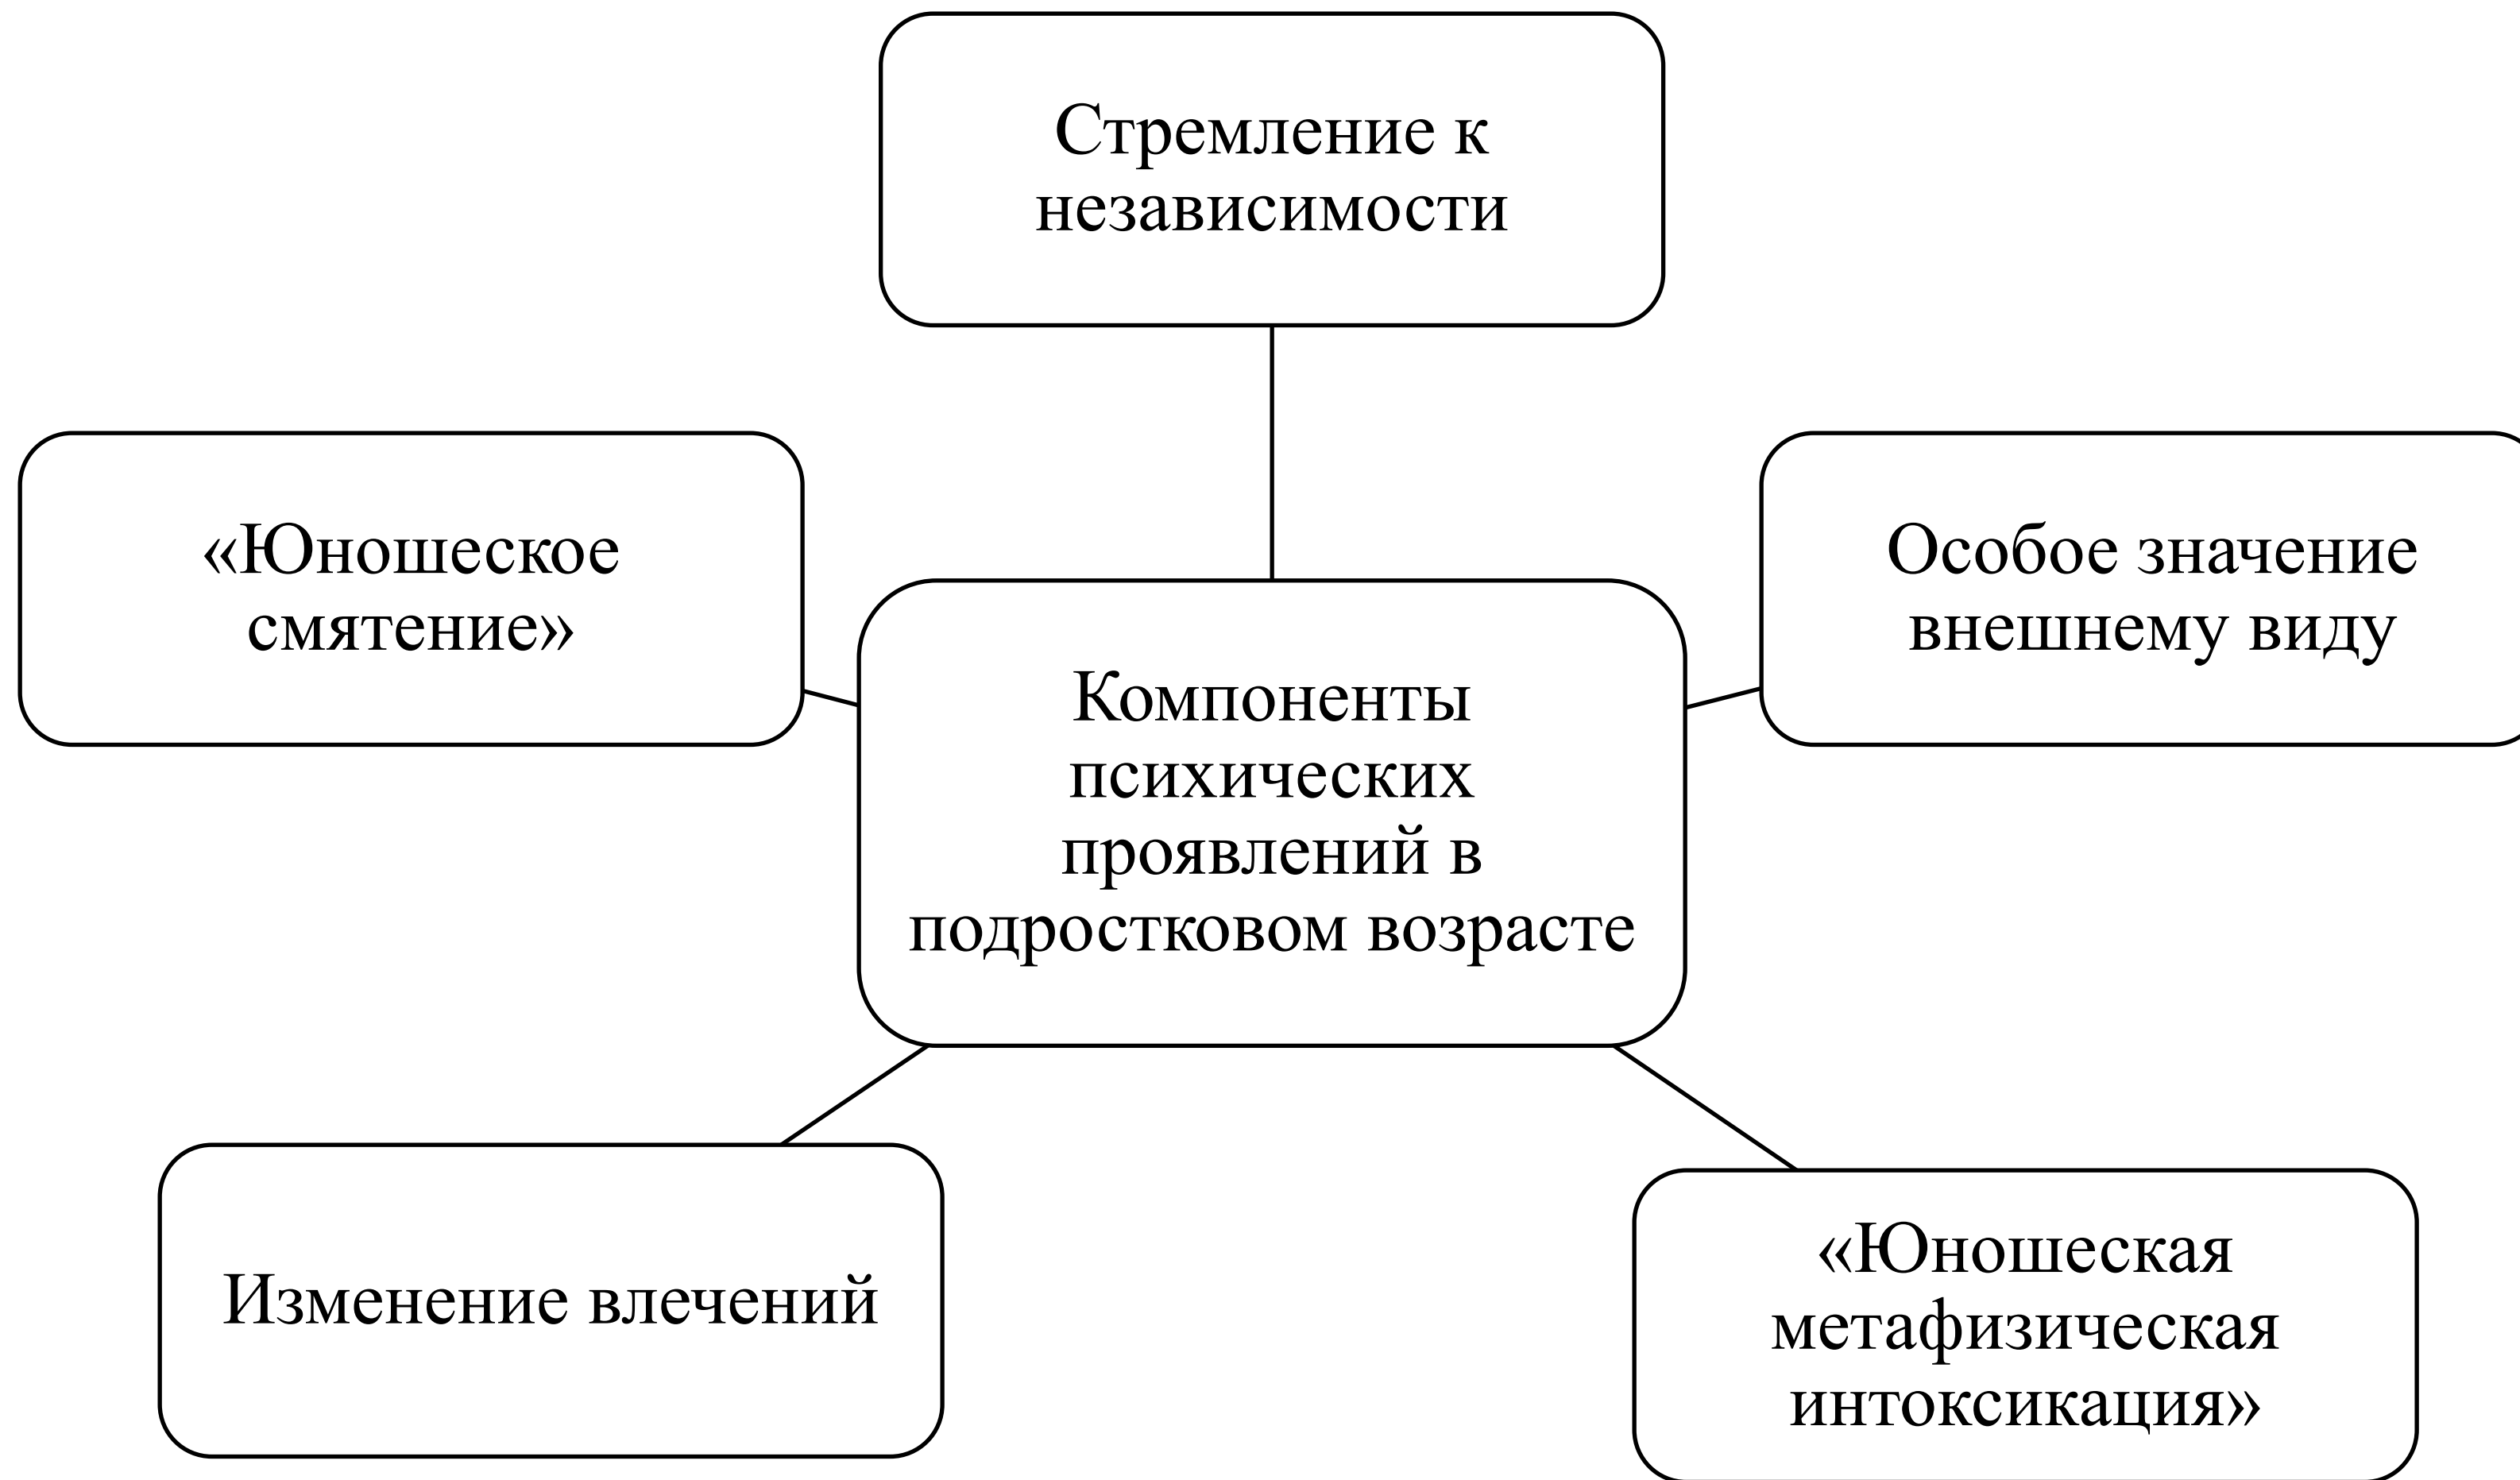 Стремление к
независимости
«Юношеское
смятение»
Особое значение
внешнему виду
Компоненты
психических
проявлений в
подростковом возрасте
Изменение влечений
«Юношеская
метафизическая
интоксикация»